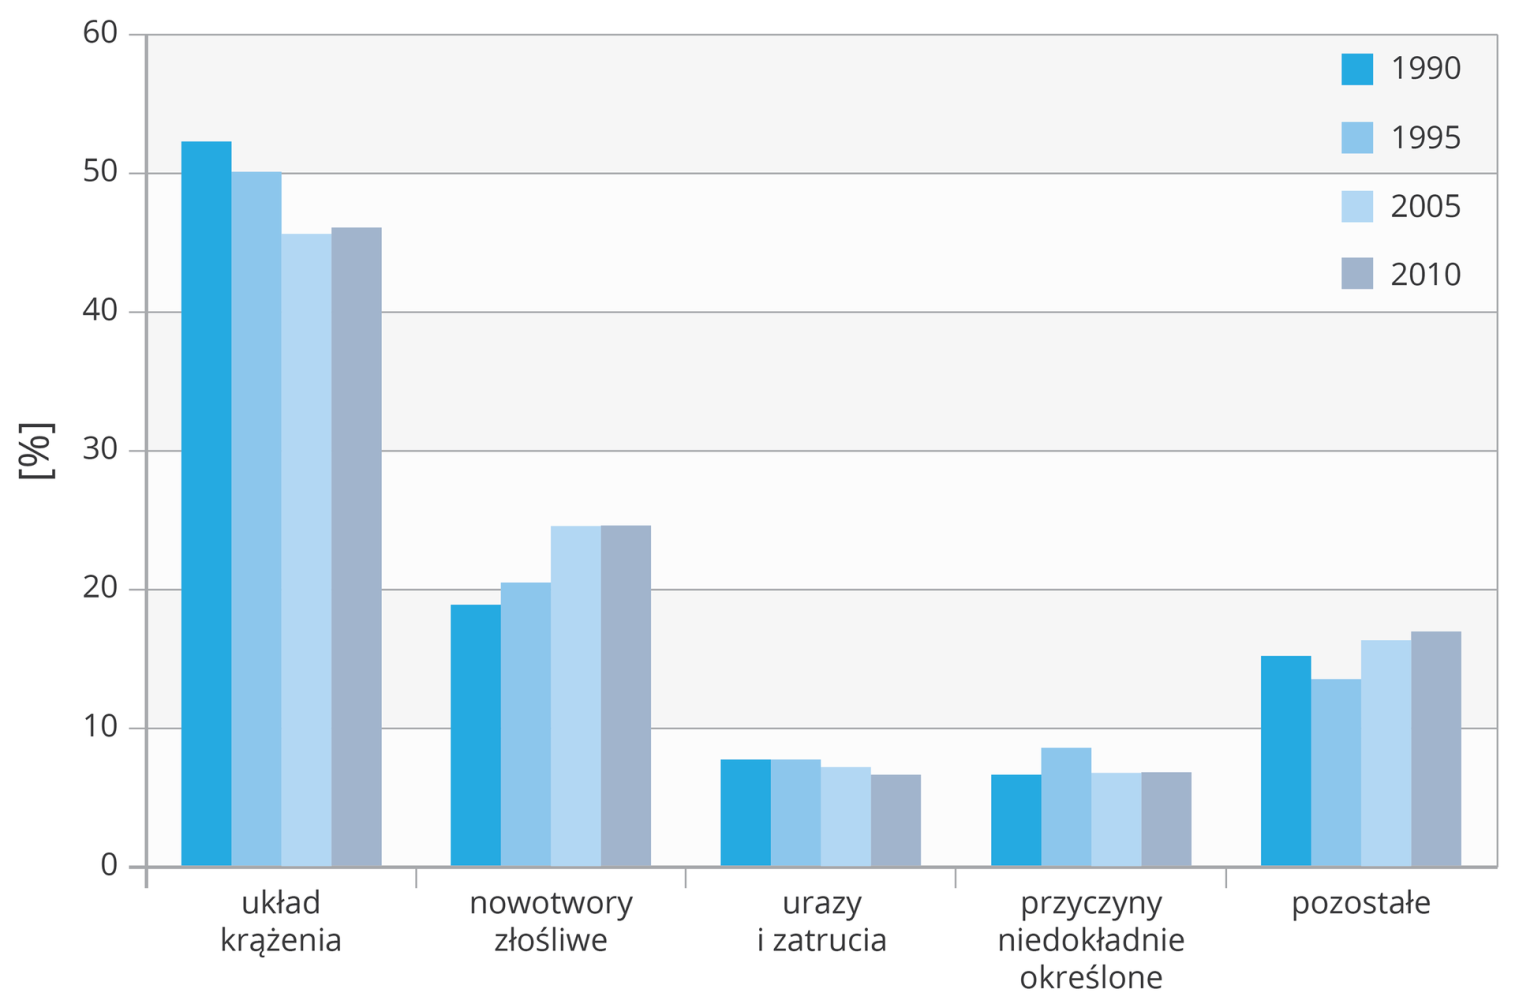 60
50
40
30
20
10
0
[%]
1990
1995
2005
2010
układ
krążenia
nowotwory
złośliwe
urazy
i zatrucia
przyczyny
niedokładnie
określone
pozostałe